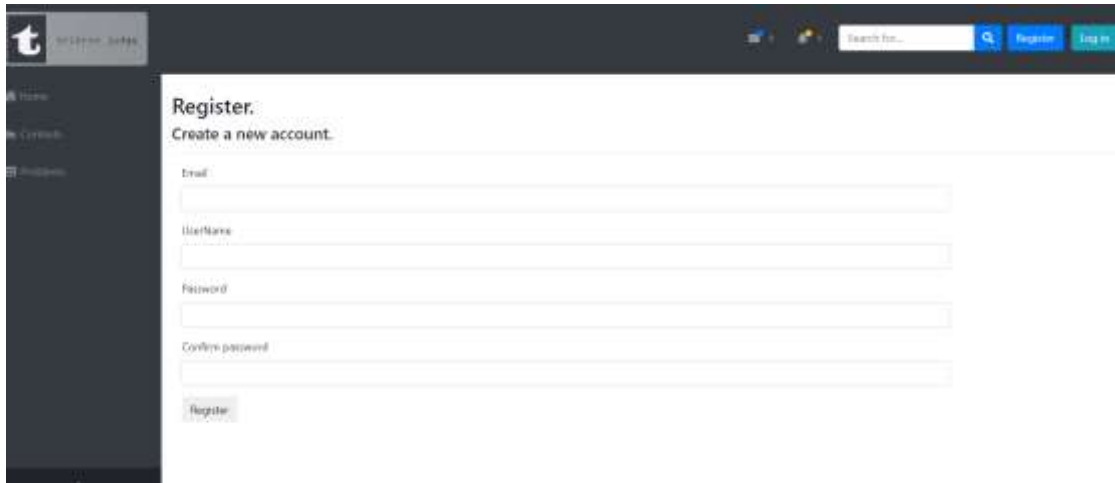 t
Search for...
Register
Log in
Home
Contests
Problems
Register.
Create a new account.
Email
UserName
Password
Confirm password
Register